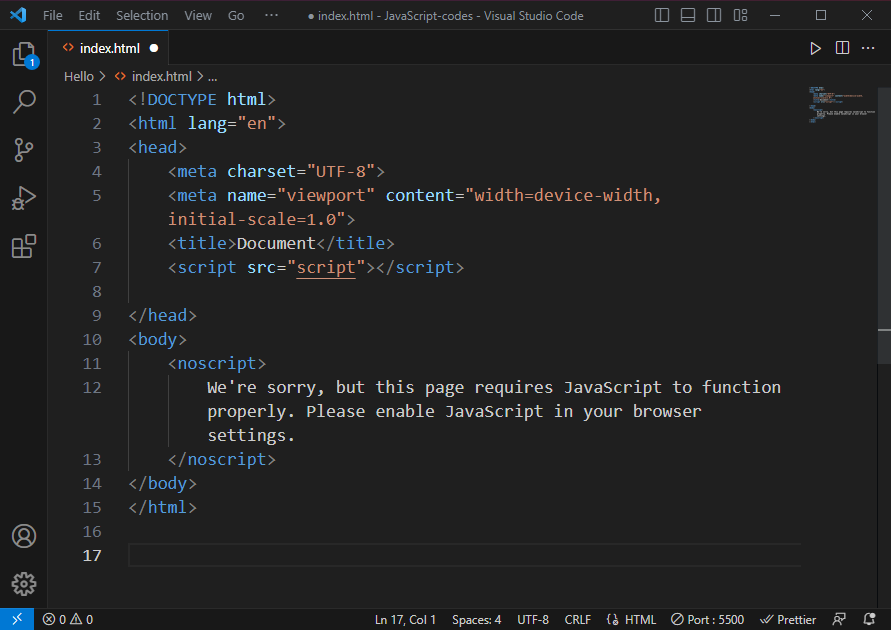 File Edit Selection View Go ··· ● index.html - JavaScript-codes - Visual Studio Code
<> index.html ●
1
Hello > <> index.html > ...
1 <!DOCTYPE html>
2 <html lang="en">
3 <head>
4 <meta charset="UTF-8">
5 <meta name="viewport" content="width=device-width,
initial-scale=1.0">
6 <title>Document</title>
7 <script src="script"></script>
8
9 </head>
10 <body>
11 <noscript>
12 We're sorry, but this page requires JavaScript to function
properly. Please enable JavaScript in your browser
settings.
13 </noscript>
14 </body>
15 </html>
16
17
0 0 Ln 17, Col 1 Spaces: 4 UTF-8 CRLF {} HTML Port : 5500 Prettier